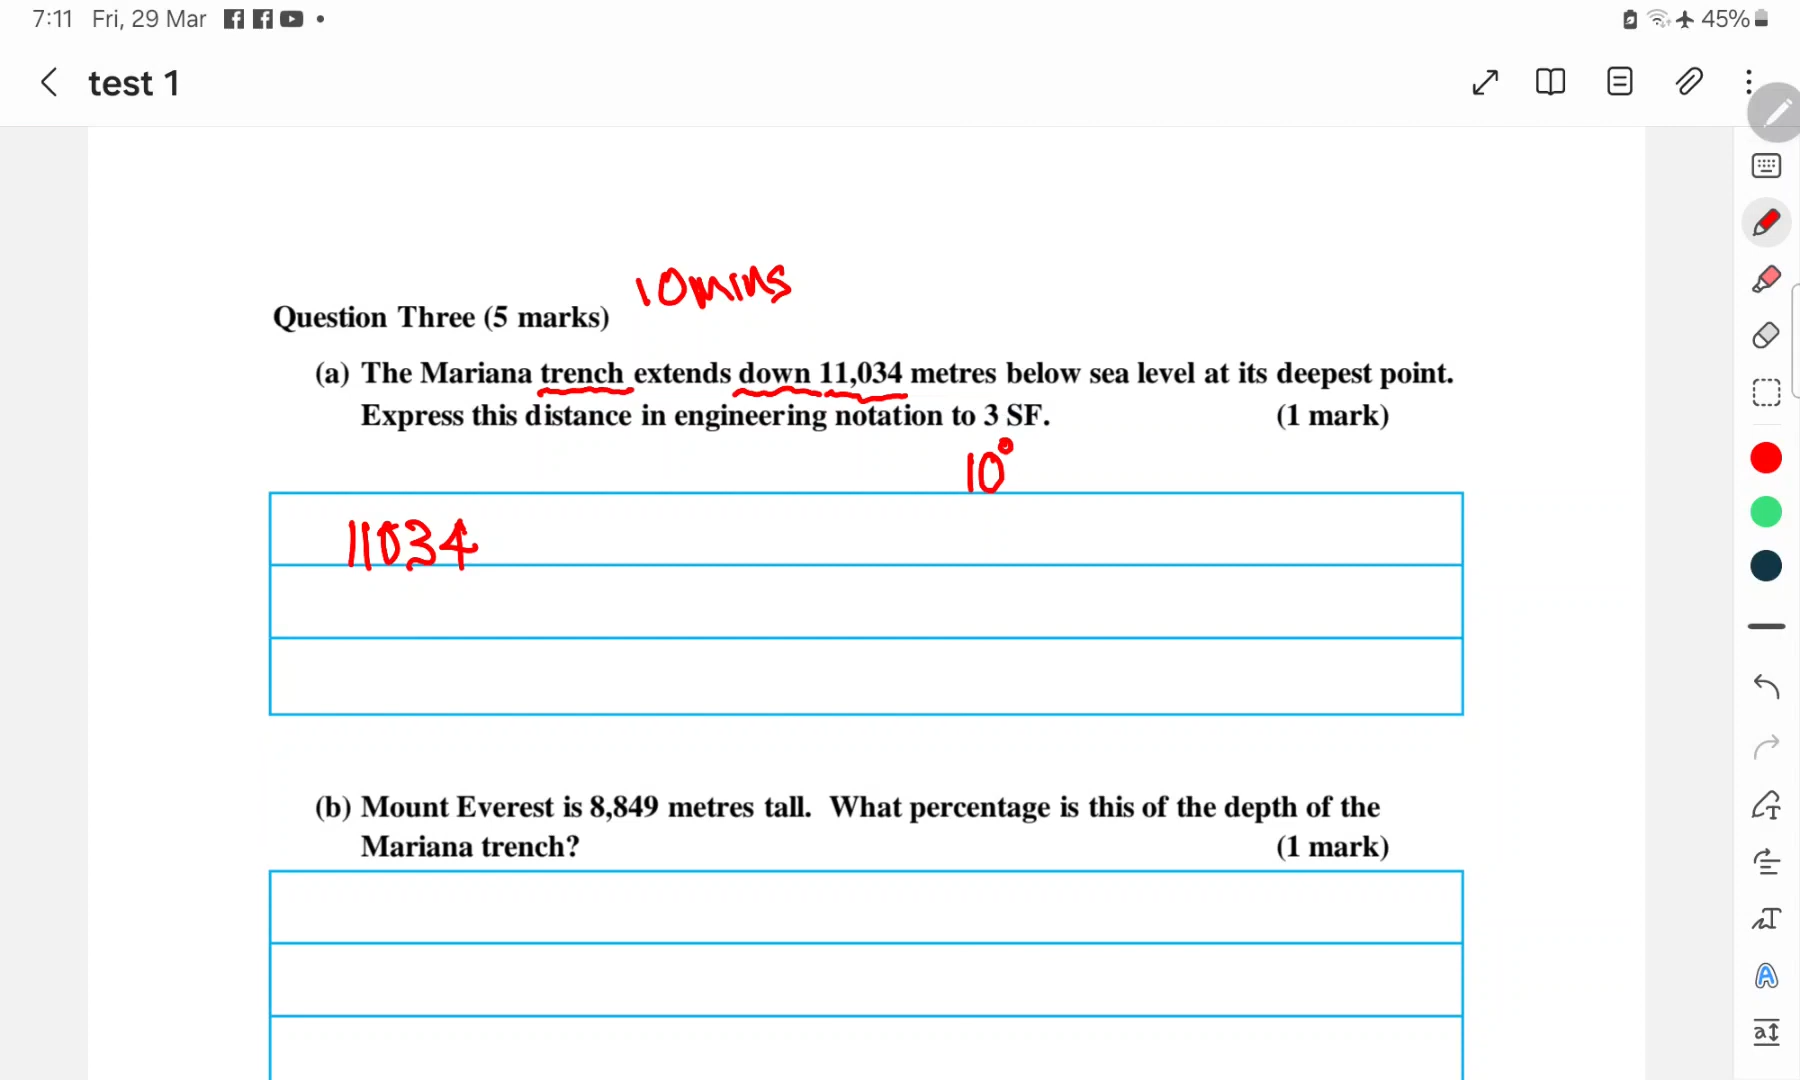 7:11 Fri, 29 Mar 45%
test 1
10mins
Question Three (5 marks)
(a) The Mariana trench extends down 11,034 metres below sea level at its deepest point.
Express this distance in engineering notation to 3 SF. (1 mark)
10°
11034
(b) Mount Everest is 8,849 metres tall. What percentage is this of the depth of the
Mariana trench? (1 mark)